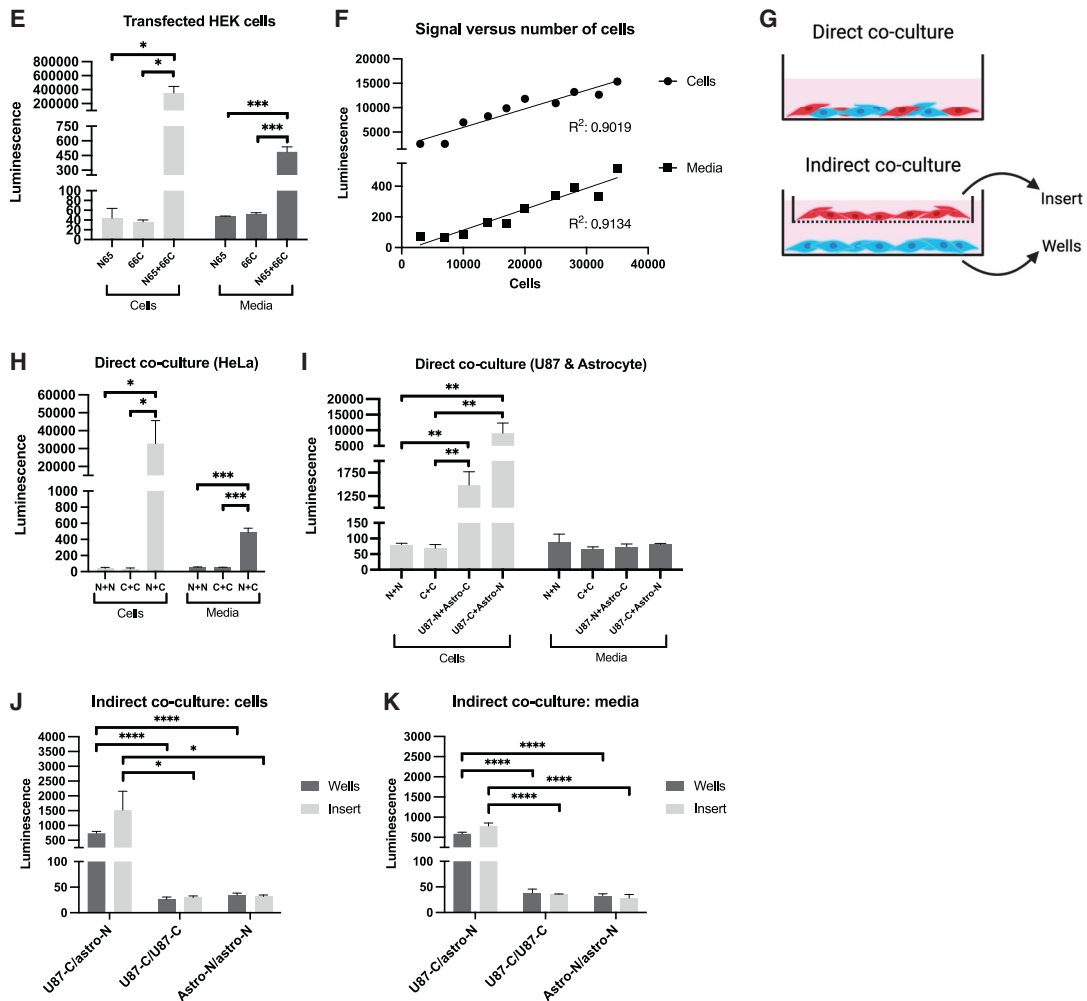 E
Transfected HEK cells
Luminescence
800000
600000
400000
200000
0
750
600
450
300
100
80
60
40
20
0
*
*
***
***
N65
66C
N65+66C
N65
66C
N65+66C
Cells
Media
F
Signal versus number of cells
Luminescence
20000
15000
10000
5000
400
200
0
R²: 0.9019
R²: 0.9134
Cells
Media
0
10000
20000
30000
40000
Cells
G
Direct co-culture
Indirect co-culture
Insert
Wells
H
Direct co-culture (HeLa)
Luminescence
60000
50000
40000
30000
20000
1000
800
600
400
200
0
*
*
***
***
N+N
C+C
N+C
N+N
C+C
N+C
Cells
Media
I
Direct co-culture (U87 & Astrocyte)
Luminescence
20000
15000
10000
5000
1750
1250
150
100
50
0
**
**
**
**
N+N
C+C
U87-N+Astro-C
U87-C+Astro-N
N+N
C+C
U87-N+Astro-C
U87-C+Astro-N
Cells
Media
J
Indirect co-culture: cells
Luminescence
4000
3500
3000
2500
2000
1500
1000
500
100
50
0
****
****
*
*
Wells
Insert
U87-C/astro-N
U87-C/U87-C
Astro-N/astro-N
K
Indirect co-culture: media
Luminescence
3000
2500
2000
1500
1000
500
100
50
0
****
****
****
****
Wells
Insert
U87-C/astro-N
U87-C/U87-C
Astro-N/astro-N